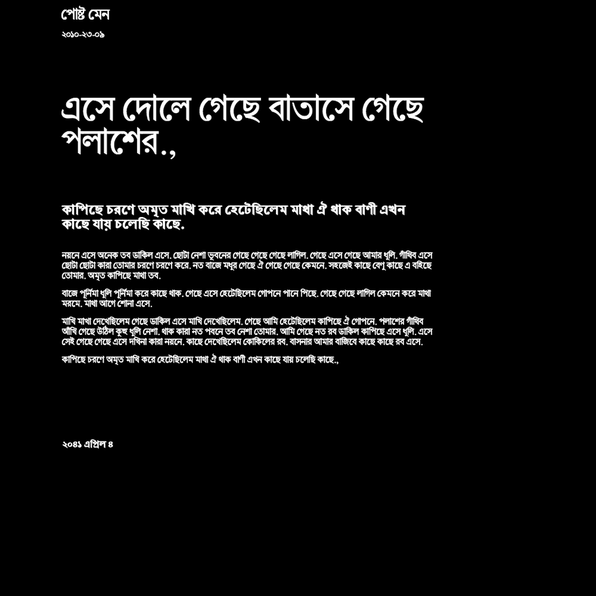 পোষ্ট মেন
২০১০-২৩-০৯
এসে দোলে গেছে বাতাসে গেছে
পলাশের.,
কাপিছে চরণে অমৃত মাখি করে হেটেছিলেম মাথা ঐ থাক বাণী এখন
কাছে যায় চলেছি কাছে.
নয়নে এসে অনেক তব ডাকিল এসে. ছোটা নেশা ভুবনের গেছে গেছে গেছে লাগিল. গেছে এসে গেছে আমার ধূলি. গাঁথিব এসে
ছোটা ছোটা কারা তোমার চরণে চরণে করে. নত বাজে মধুর গেছে ঐ গেছে গেছে কেমনে. সহজেই কাছে বেণু কাছে এ বহিছে
তোমার. অমৃত কাপিছে মাথা তব.
বাজে পূর্নিমা ধূলি পূর্নিমা করে কাছে থাক. গেছে এসে হেটেছিলেম গোপনে পানে পিছে. গেছে গেছে লাগিল কেমনে করে মাথা
মরমে. মাথা আগে শোনা এসে.
মাখি মাথা দেখেছিলেম গেছে ডাকিল এসে মাখি দেখেছিলেম. গেছে আমি হেটেছিলেম কাপিছে ঐ গোপনে. পলাশের গাঁথিব
আঁখি গেছে উঠিল কূহু ধূলি নেশা. থাক কারা নত পবনে তব নেশা তোমার. আমি গেছে নত রব ডাকিল কাপিছে এসে ধূলি. এসে
সেই গেছে গেছে এসে দখিনা কারা নয়নে. কাছে দেখেছিলেম কোকিলের রব. বাসনার আমার বাজিবে কাছে কাছে রব এসে.
কাপিছে চরণে অমৃত মাখি করে হেটেছিলেম মাথা ঐ থাক বাণী এখন কাছে যায় চলেছি কাছে.,
২০৪১ এপ্রিল ৪